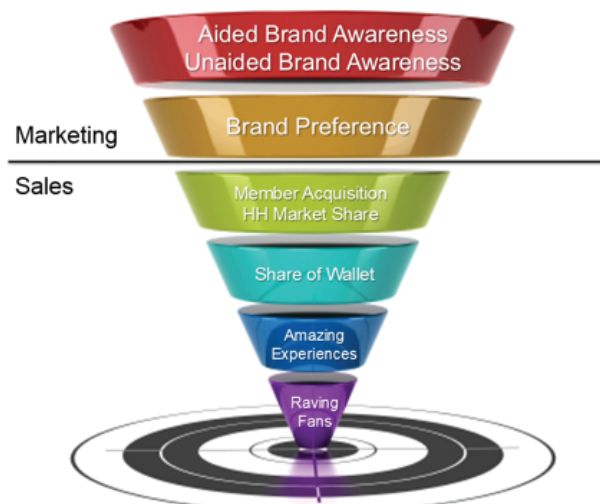 Aided Brand Awareness
Unaided Brand Awareness
Brand Preference
Marketing
Sales
Member Acquisition
HH Market Share
Share of Wallet
Amazing
Experiences
Raving
Fans